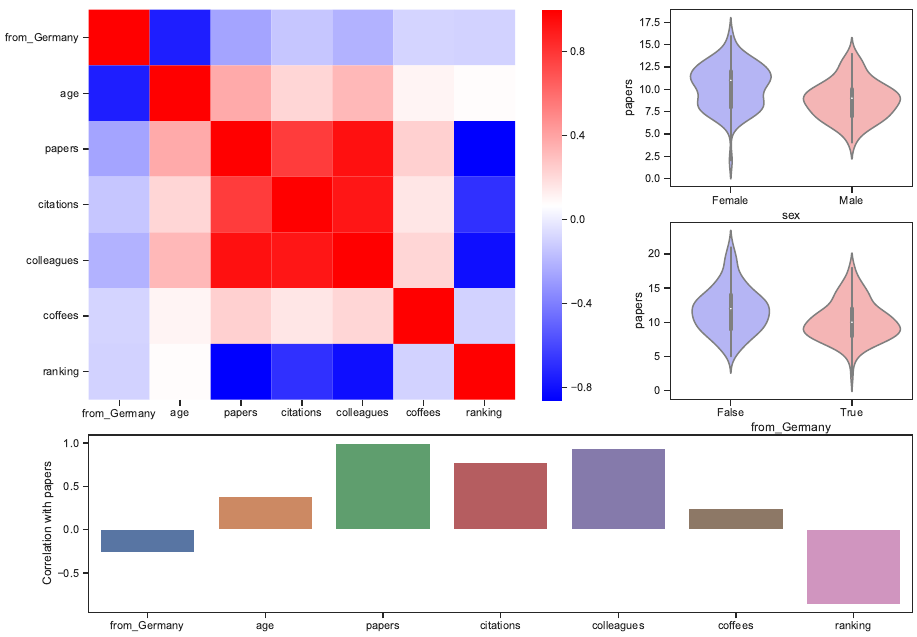 from_Germany
age
papers
citations
colleagues
coffees
ranking
from_Germany age papers citations colleagues coffees ranking
0.8
0.4
0.0
−0.4
−0.8
papers
17.5
15.0
12.5
10.0
7.5
5.0
2.5
0.0
Female Male
sex
papers
20
15
10
5
0
False True
from_Germany
Correlation with papers
1.0
0.5
0.0
−0.5
from_Germany age papers citations colleagues coffees ranking